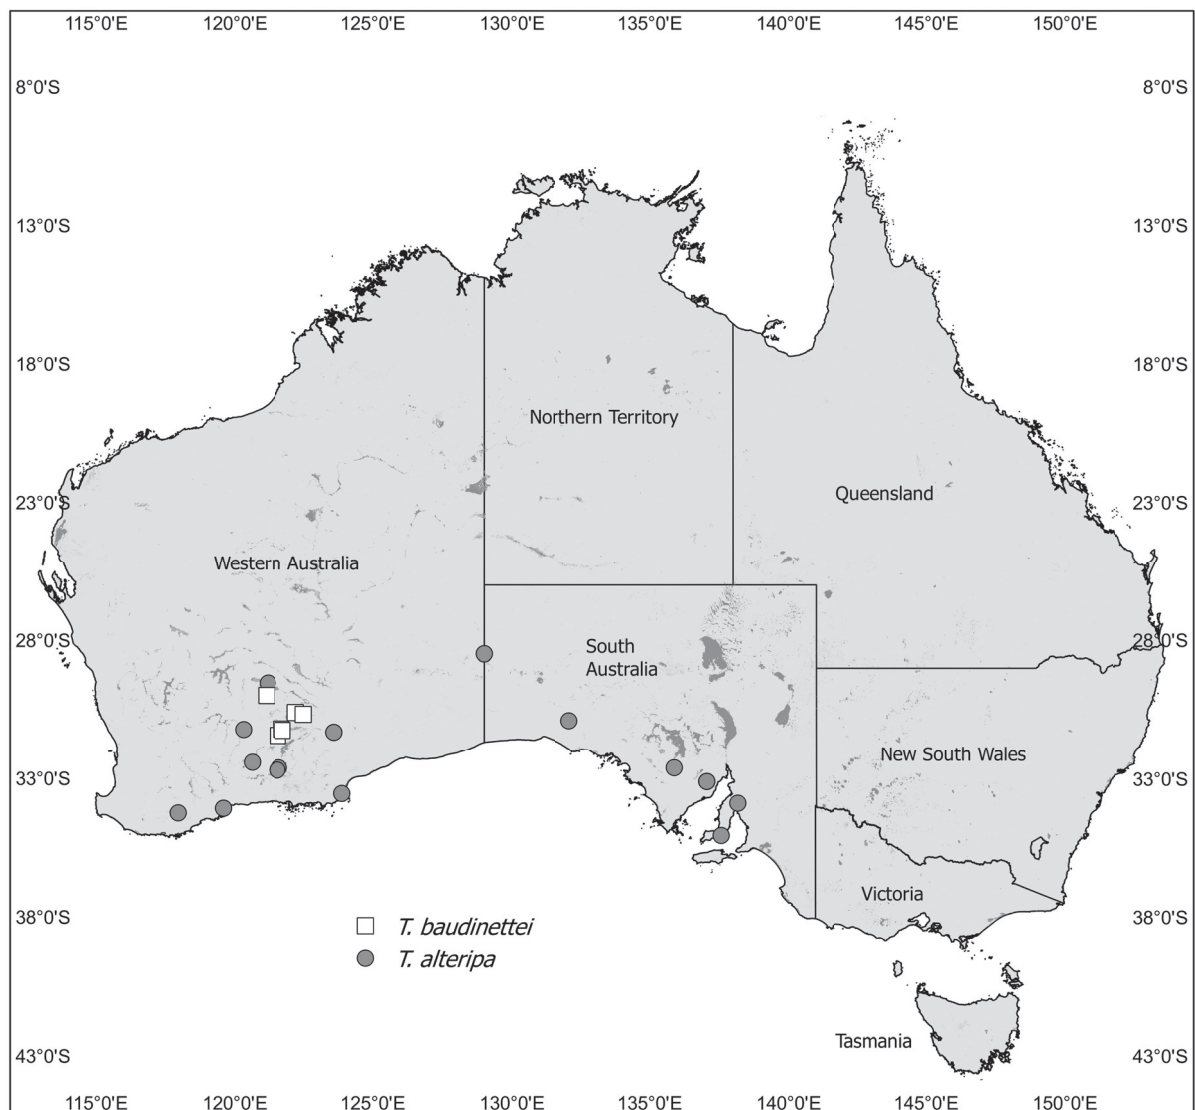 115°0'E 120°0'E 125°0'E 130°0'E 135°0'E 140°0'E 145°0'E 150°0'E
8°0'S 8°0'S
13°0'S 13°0'S
18°0'S 18°0'S
Northern Territory
Queensland
23°0'S 23°0'S
Western Australia
28°0'S 28°0'S
South
Australia
New South Wales
33°0'S 33°0'S
Victoria
38°0'S 38°0'S
T. baudinettei
T. alteripa
Tasmania
43°0'S 43°0'S
115°0'E 120°0'E 125°0'E 130°0'E 135°0'E 140°0'E 145°0'E 150°0'E